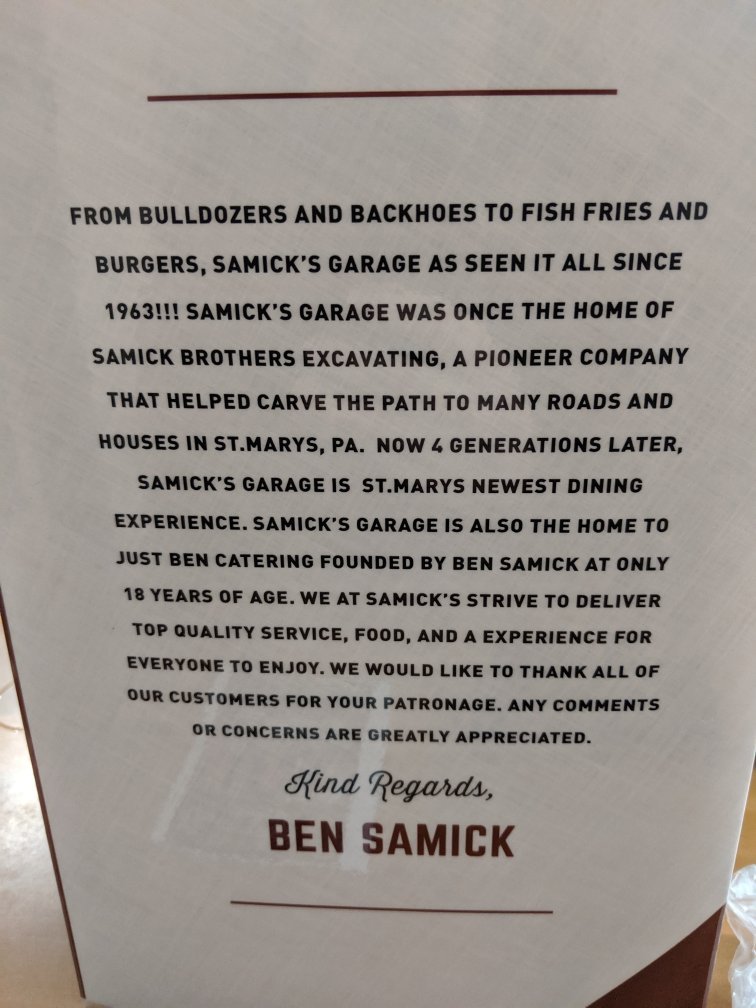 FROM BULLDOZERS AND BACKHOES TO FISH FRIES AND
BURGERS, SAMICK'S GARAGE AS SEEN IT ALL SINCE
1963!!! SAMICK'S GARAGE WAS ONCE THE HOME OF
SAMICK BROTHERS EXCAVATING, A PIONEER COMPANY
THAT HELPED CARVE THE PATH TO MANY ROADS AND
HOUSES IN ST.MARYS, PA. NOW 4 GENERATIONS LATER,
SAMICK'S GARAGE IS ST.MARYS NEWEST DINING
EXPERIENCE. SAMICK'S GARAGE IS ALSO THE HOME TO
JUST BEN CATERING FOUNDED BY BEN SAMICK AT ONLY
18 YEARS OF AGE. WE AT SAMICK'S STRIVE TO DELIVER
TOP QUALITY SERVICE, FOOD, AND A EXPERIENCE FOR
EVERYONE TO ENJOY. WE WOULD LIKE TO THANK ALL OF
OUR CUSTOMERS FOR YOUR PATRONAGE. ANY COMMENTS
OR CONCERNS ARE GREATLY APPRECIATED.
Kind Regards,
BEN SAMICK